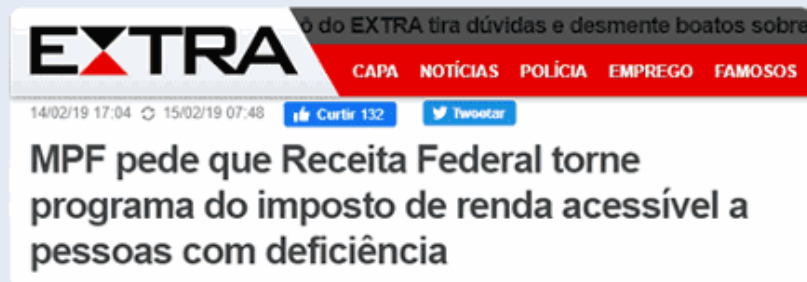 EXTRA
ô do EXTRA tira dúvidas e desmente boatos sobre
CAPA NOTÍCIAS POLÍCIA EMPREGO FAMOSOS
14/02/19 17:04 15/02/19 07:48 Curtir 132 Tweetar
MPF pede que Receita Federal torne
programa do imposto de renda acessível a
pessoas com deficiência